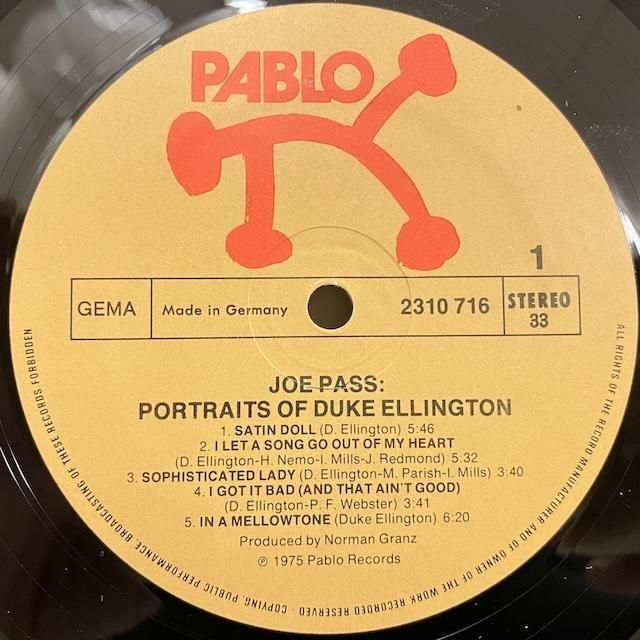 PABLO
1
GEMA
Made in Germany
2310 716
STEREO
33
JOE PASS:
PORTRAITS OF DUKE ELLINGTON
1. SATIN DOLL (D. Ellington) 5:46
2. I LET A SONG GO OUT OF MY HEART
(D. Ellington-H. Nemo-I. Mills-J. Redmond) 5:32
3. SOPHISTICATED LADY (D. Ellington-M. Parish-I. Mills) 3:40
4. I GOT IT BAD (AND THAT AIN'T GOOD)
(D. Ellington-P. F. Webster) 3:41
5. IN A MELLOWTONE (Duke Ellington) 6:20
Produced by Norman Granz
℗ 1975 Pablo Records
ALL RIGHTS OF THE RECORD MANUFACTURER AND OF OWNER OF THE WORK RECORDED RESERVED · COPYING, PUBLIC PERFORMANCE BROADCASTING OF THESE RECORDS FORBIDDEN